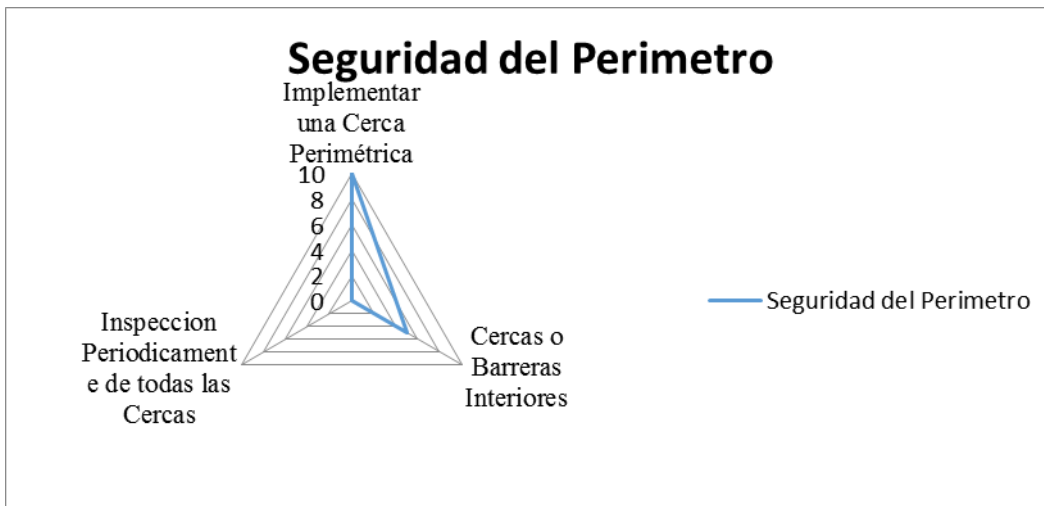 Seguridad del Perimetro
Implementar
una Cerca
Perimétrica
10
8
6
4
2
0
Inspeccion
Periodicament
e de todas las
Cercas
Cercas o
Barreras
Interiores
Seguridad del Perimetro